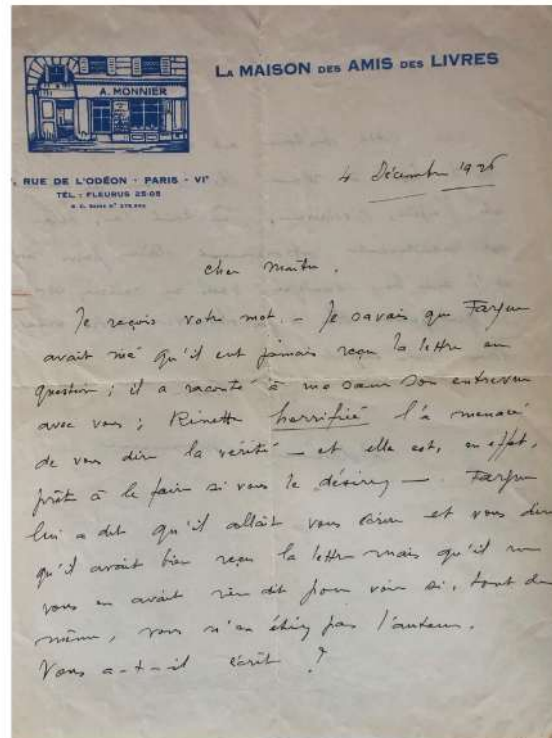 LA MAISON DES AMIS DES LIVRES
A. MONNIER
, RUE DE L'ODÉON - PARIS - VIe
TÉL : FLEURUS 25-05
4 Décembre 1926
Cher Maître,
Je reçois votre mot. — Je savais que Fargue
avait nié qu'il eut jamais reçu la lettre en
question ; il a raconté à ma sœur son entrevue
avec vous ; Rinette horrifiée l'a menacé
de vous dire la vérité — et elle est, en effet,
prête à le faire si vous le désirez — Fargue
lui a dit qu'il allait vous écrire et vous dire
qu'il avait bien reçu la lettre mais qu'il ne
vous en avait rien dit pour voir si, tout de
même, vous n'en étiez pas l'auteur.
Vous a-t-il écrit ?